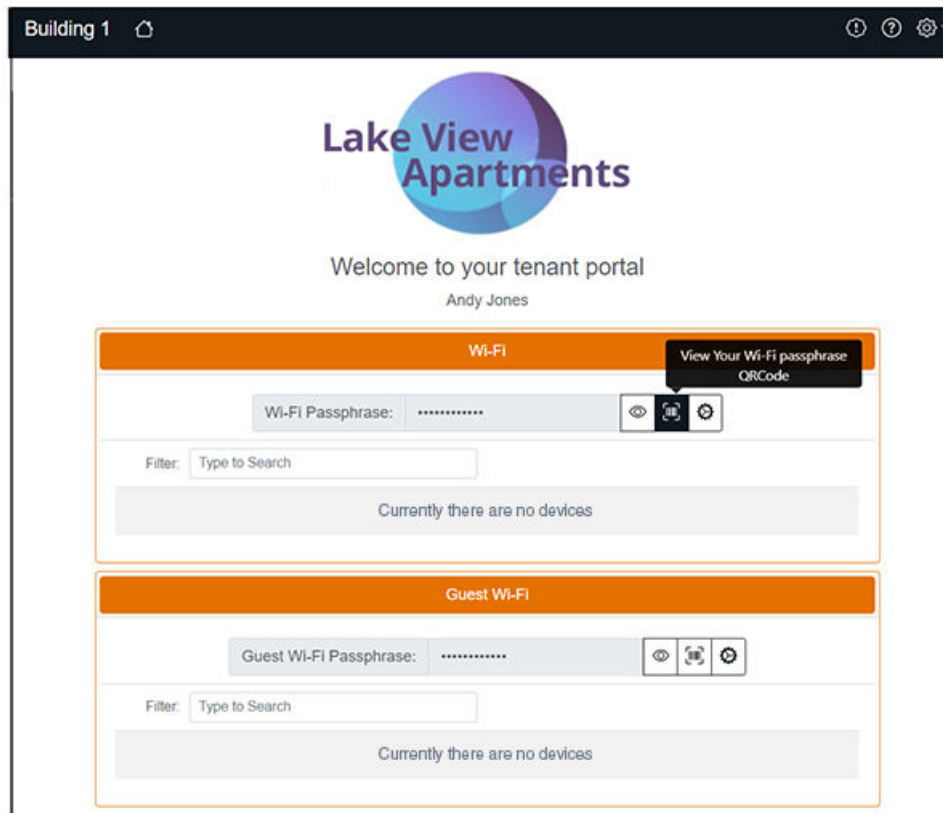 Building 1
Lake View
Apartments
Welcome to your tenant portal
Andy Jones
Wi-Fi
View Your Wi-Fi passphrase
QRCode
Wi-Fi Passphrase: ••••••••••••
Filter: Type to Search
Currently there are no devices
Guest Wi-Fi
Guest Wi-Fi Passphrase: ••••••••••••
Filter: Type to Search
Currently there are no devices